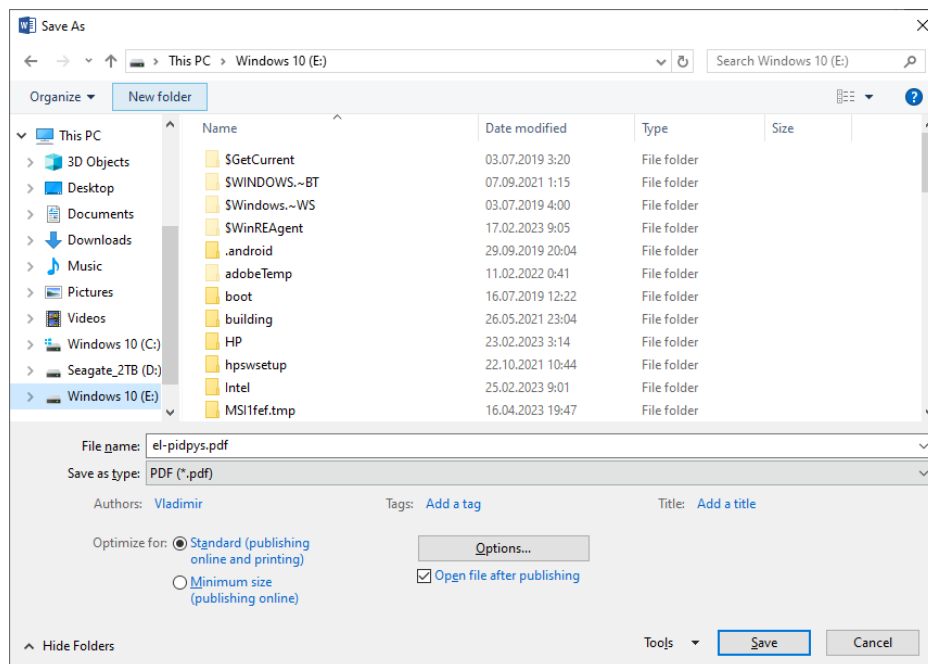 Save As
This PC > Windows 10 (E:)
Search Windows 10 (E:)
Organize
New folder
Name Date modified Type Size
This PC
3D Objects
Desktop
Documents
Downloads
Music
Pictures
Videos
Windows 10 (C:)
Seagate_2TB (D:)
Windows 10 (E:)
$GetCurrent 03.07.2019 3:20 File folder
$WINDOWS.~BT 07.09.2021 1:15 File folder
$Windows.~WS 03.07.2019 4:00 File folder
$WinREAgent 17.02.2023 9:05 File folder
.android 29.09.2019 20:04 File folder
adobeTemp 11.02.2022 0:41 File folder
boot 16.07.2019 12:22 File folder
building 26.05.2021 23:04 File folder
HP 23.02.2023 3:14 File folder
hpswsetup 22.10.2021 10:44 File folder
Intel 25.02.2023 9:01 File folder
MSI1fef.tmp 16.04.2023 19:47 File folder
File name: el-pidpys.pdf
Save as type: PDF (*.pdf)
Authors: Vladimir Tags: Add a tag Title: Add a title
Optimize for: Standard (publishing
online and printing)
Minimum size
(publishing online)
Options...
Open file after publishing
Hide Folders
Tools Save Cancel